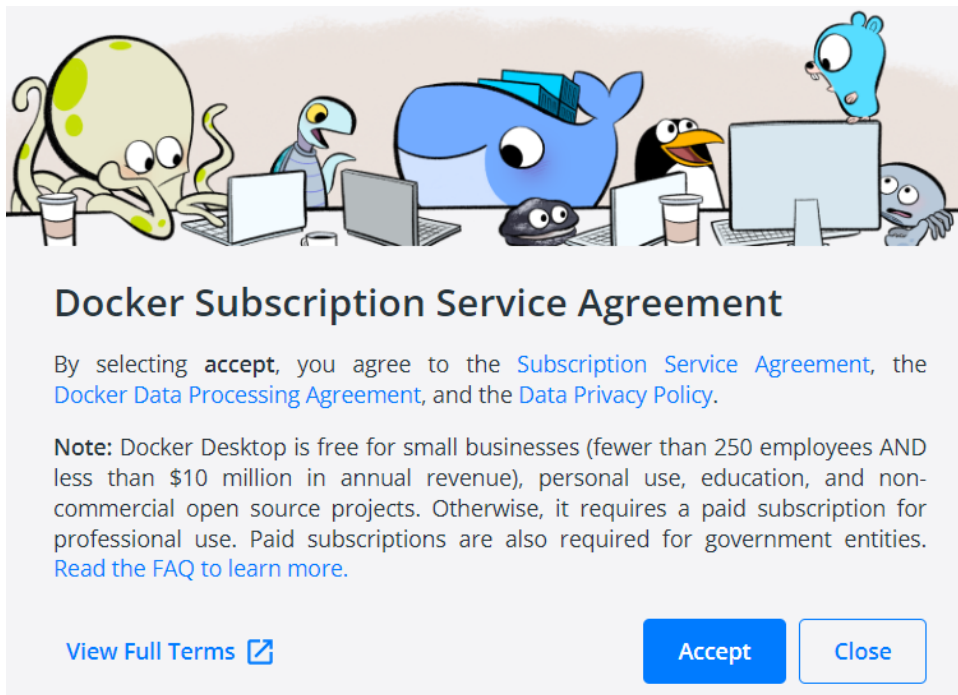 Docker Subscription Service Agreement
By selecting accept, you agree to the Subscription Service Agreement, the
Docker Data Processing Agreement, and the Data Privacy Policy.
Note: Docker Desktop is free for small businesses (fewer than 250 employees AND
less than $10 million in annual revenue), personal use, education, and non-
commercial open source projects. Otherwise, it requires a paid subscription for
professional use. Paid subscriptions are also required for government entities.
Read the FAQ to learn more.
View Full Terms
Accept
Close